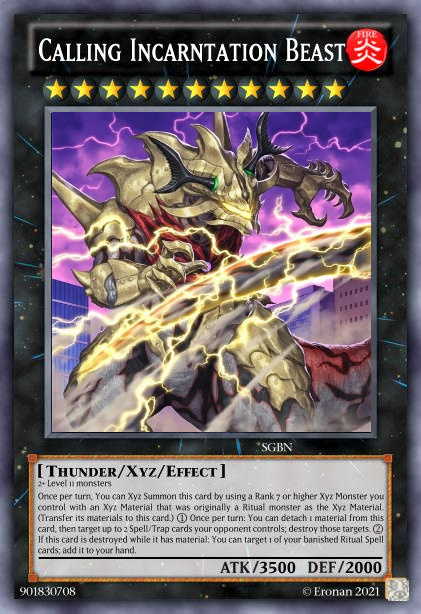 CALLING INCARNTATION BEAST
FIRE
炎
SGBN
[ THUNDER/XYZ/EFFECT ]
2+ Level 11 monsters
Once per turn, You can Xyz Summon this card by using a Rank 7 or higher Xyz Monster you
control with an Xyz Material that was originally a Ritual monster as the Xyz Material.
(Transfer its materials to this card.) ① Once per turn: You can detach 1 material from this
card, then target up to 2 Spell/Trap cards your opponent controls; destroy those targets. ②
If this card is destroyed while it has material: You can target 1 of your banished Ritual Spell
cards; add it to your hand.
ATK/3500 DEF/2000
901830708
© Eronan 2021